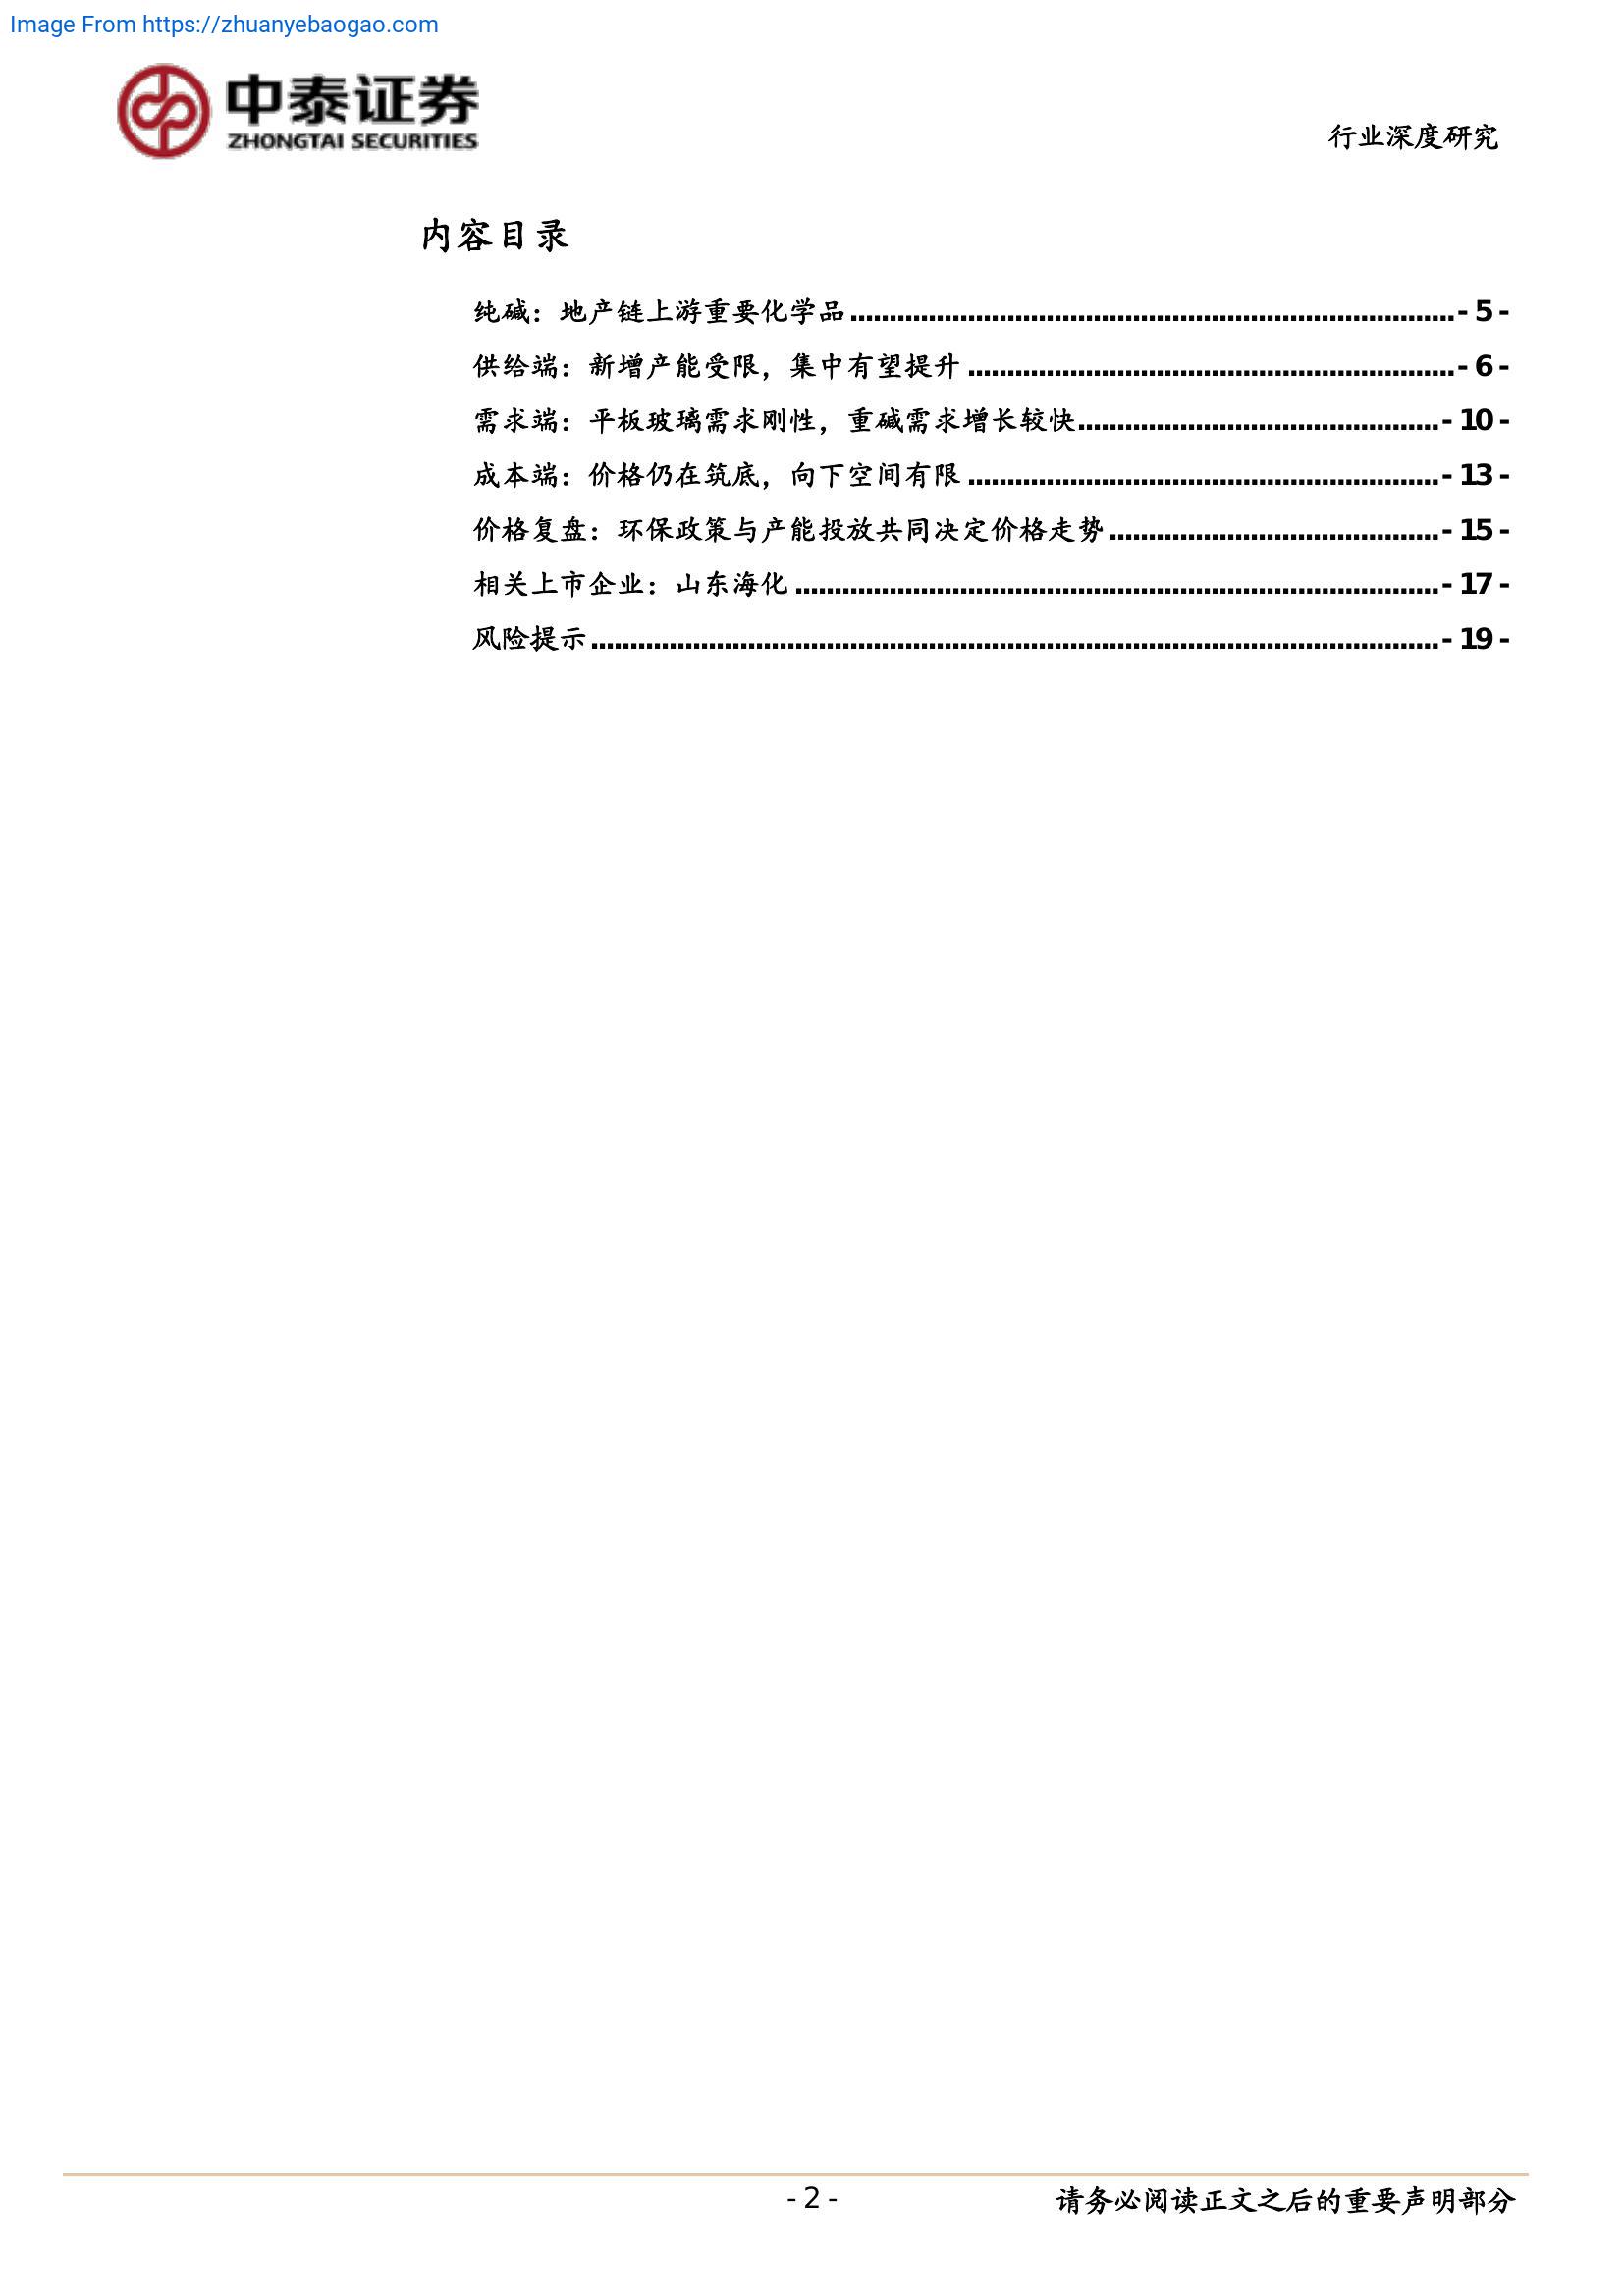 Image From https://zhuanyebaogao.com
中泰证券
ZHONGTAI SECURITIES
行业深度研究
内容目录
纯碱：地产链上游重要化学品 - 5 -
供给端：新增产能受限，集中有望提升 - 6 -
需求端：平板玻璃需求刚性，重碱需求增长较快 - 10 -
成本端：价格仍在筑底，向下空间有限 - 13 -
价格复盘：环保政策与产能投放共同决定价格走势 - 15 -
相关上市企业：山东海化 - 17 -
风险提示 - 19 -
- 2 -
请务必阅读正文之后的重要声明部分